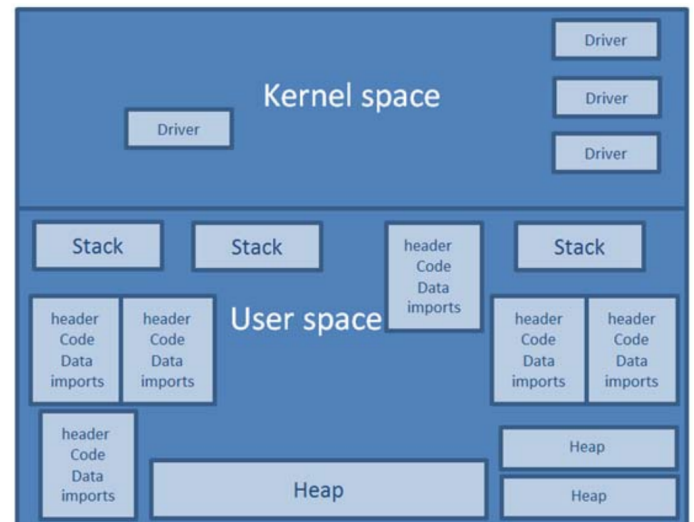 Driver
Kernel space
Driver
Driver
Driver
Stack
Stack
header
Code
Data
imports
Stack
header
Code
Data
imports
header
Code
Data
imports
User space
header
Code
Data
imports
header
Code
Data
imports
header
Code
Data
imports
Heap
Heap
Heap